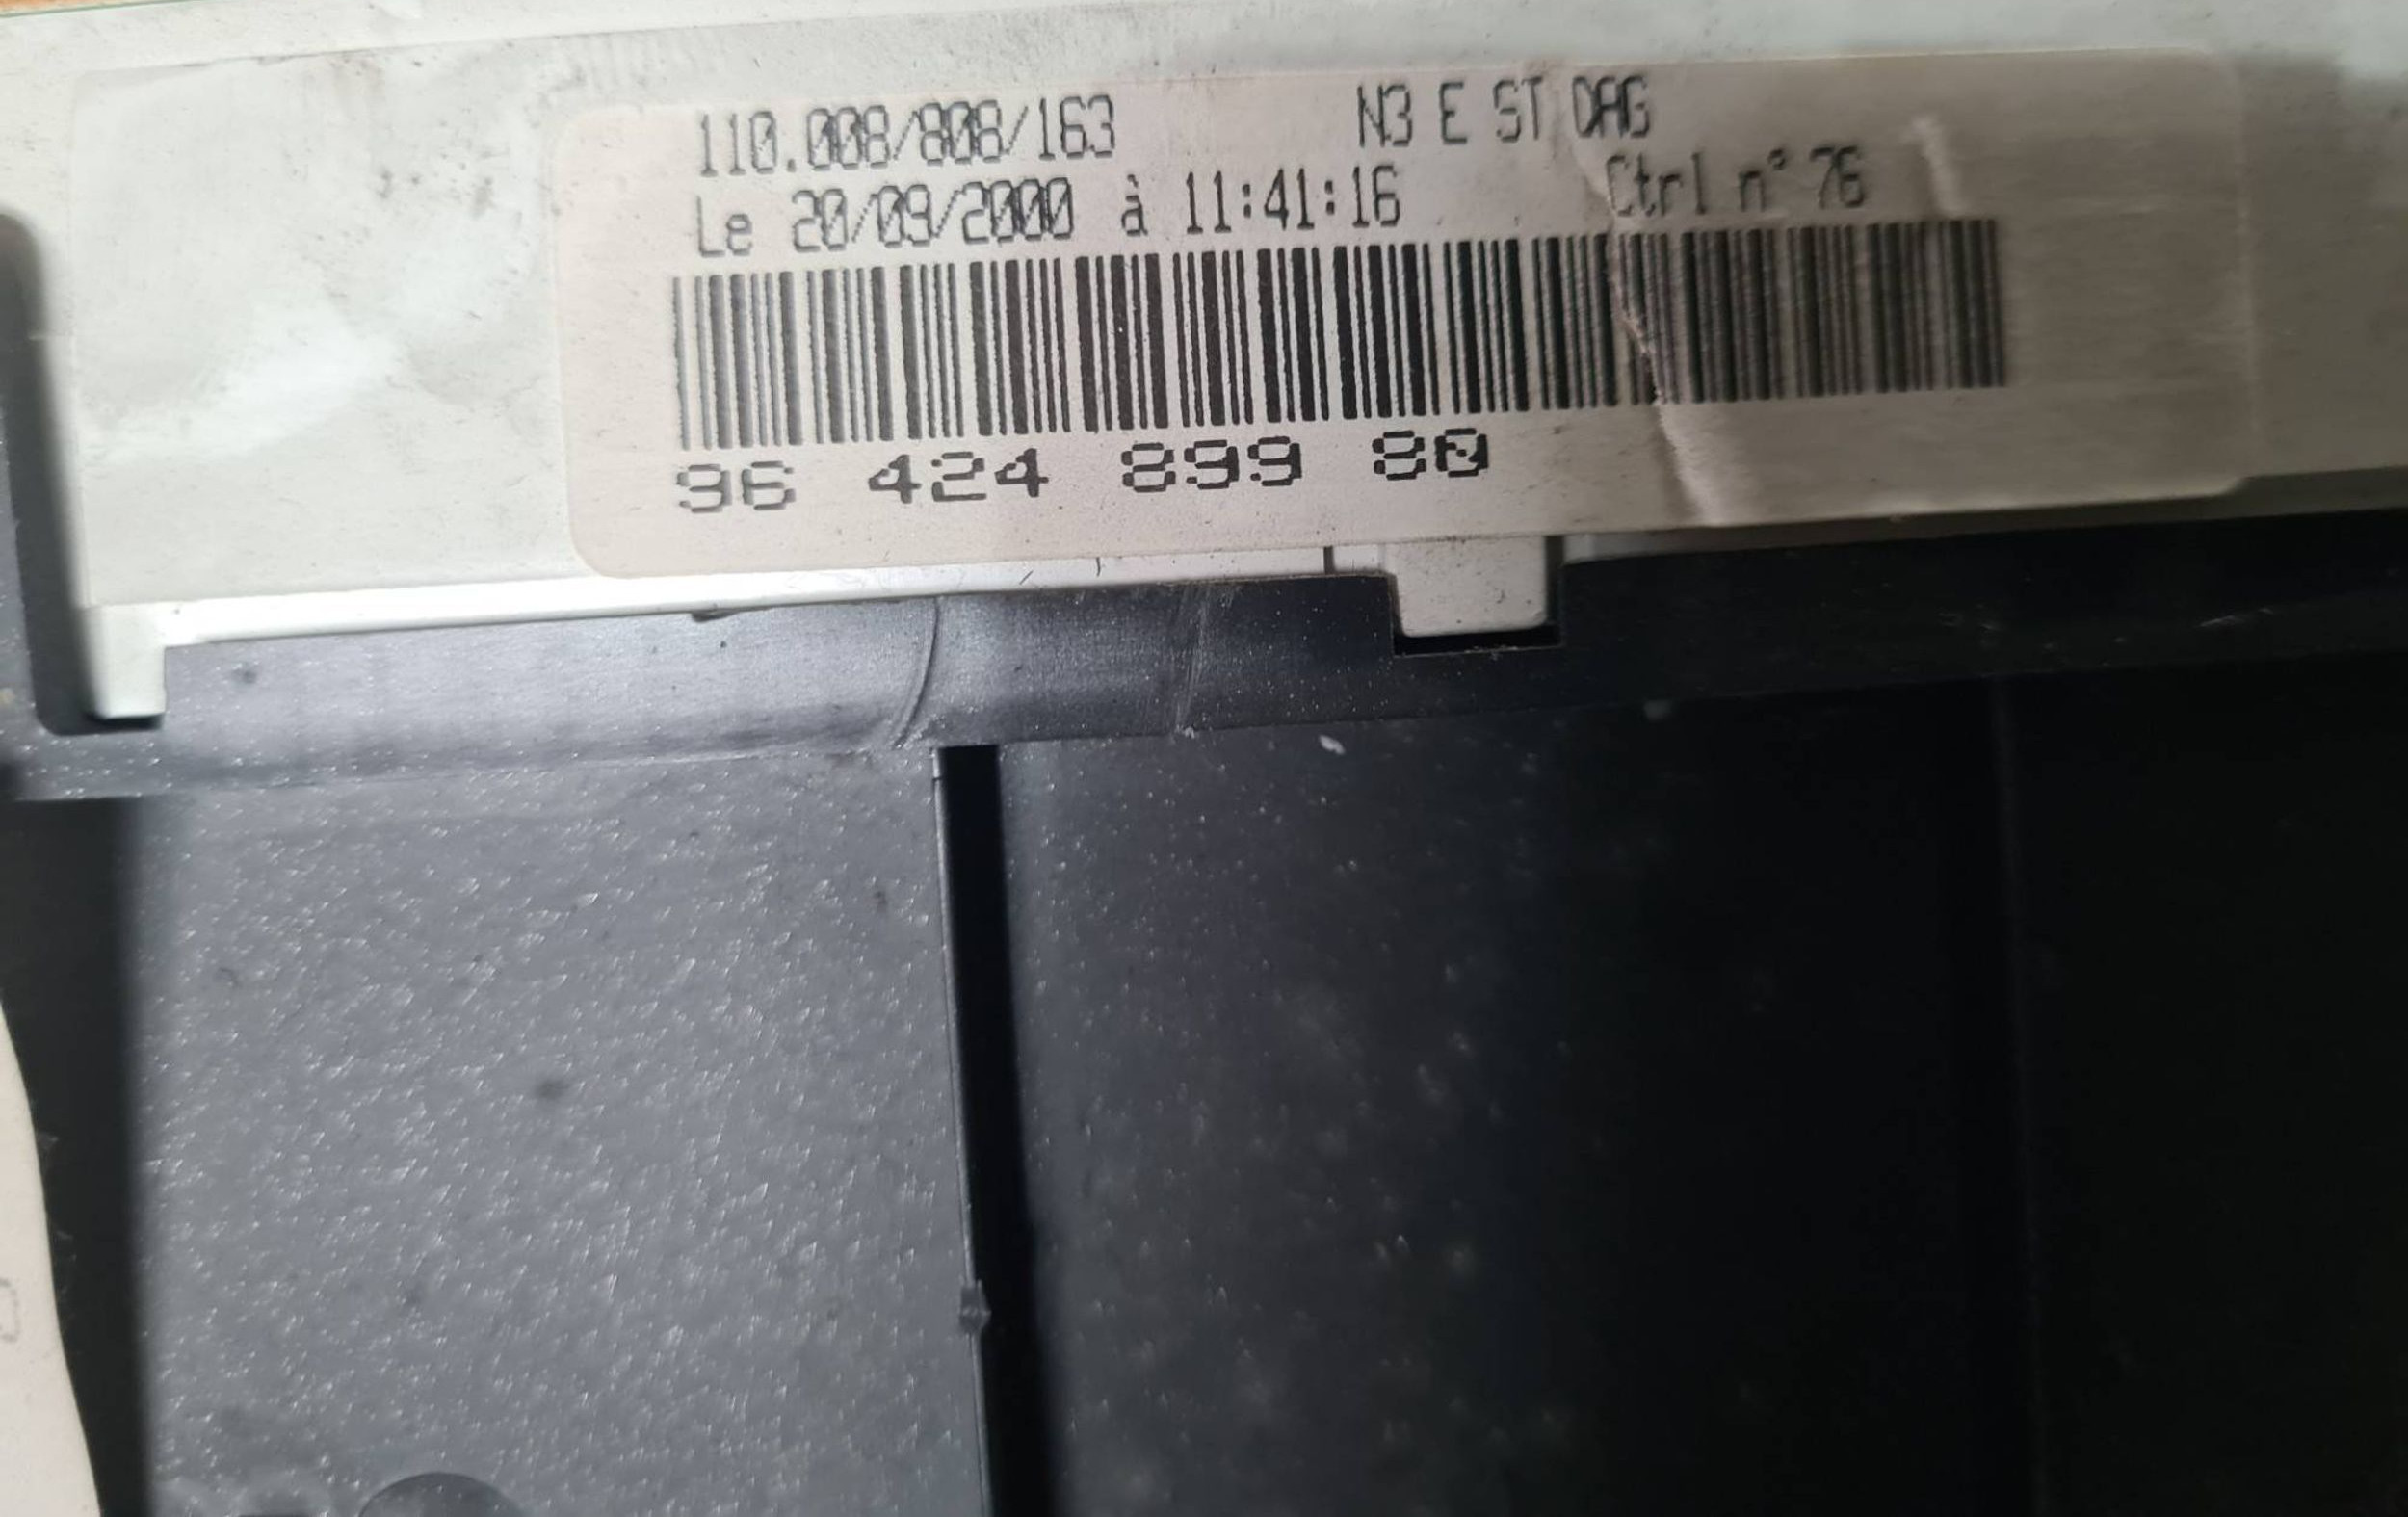 110.008/808/163 N3 E ST DAG
Le 20/09/2000 à 11:41:16 Ctrl n° 76
96 424 899 80